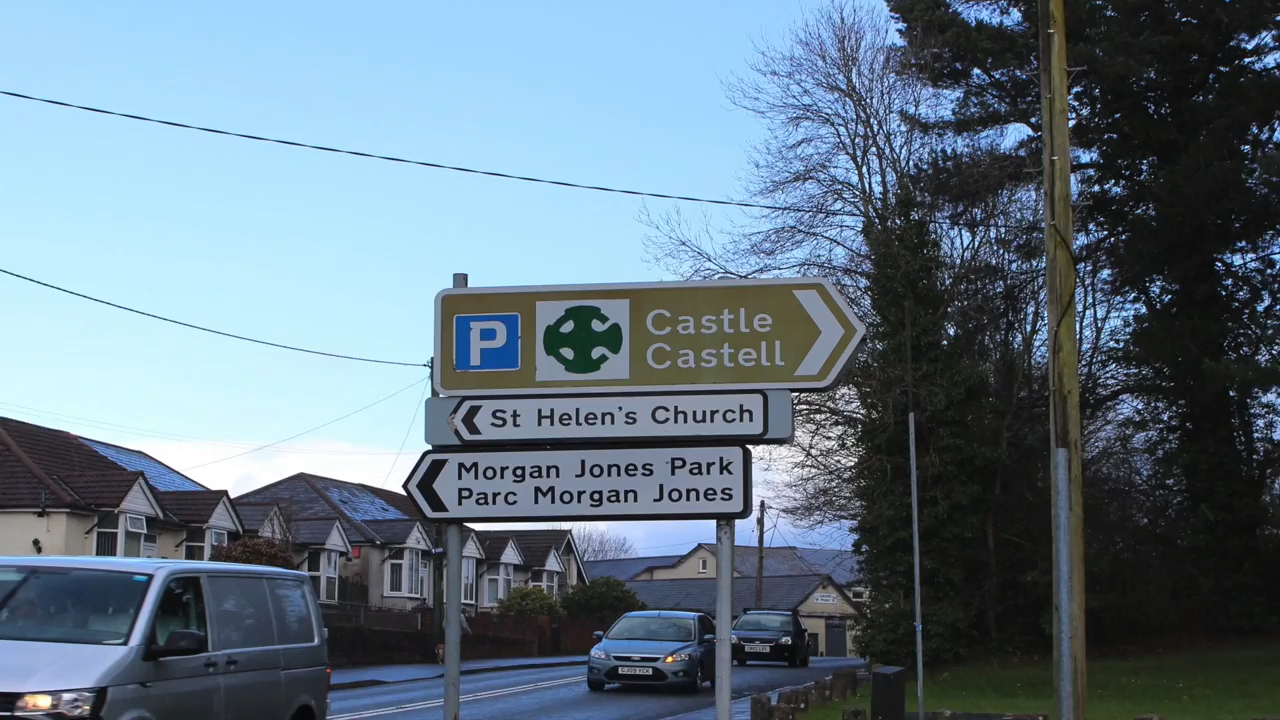 P
Castle
Castell
St Helen's Church
Morgan Jones Park
Parc Morgan Jones